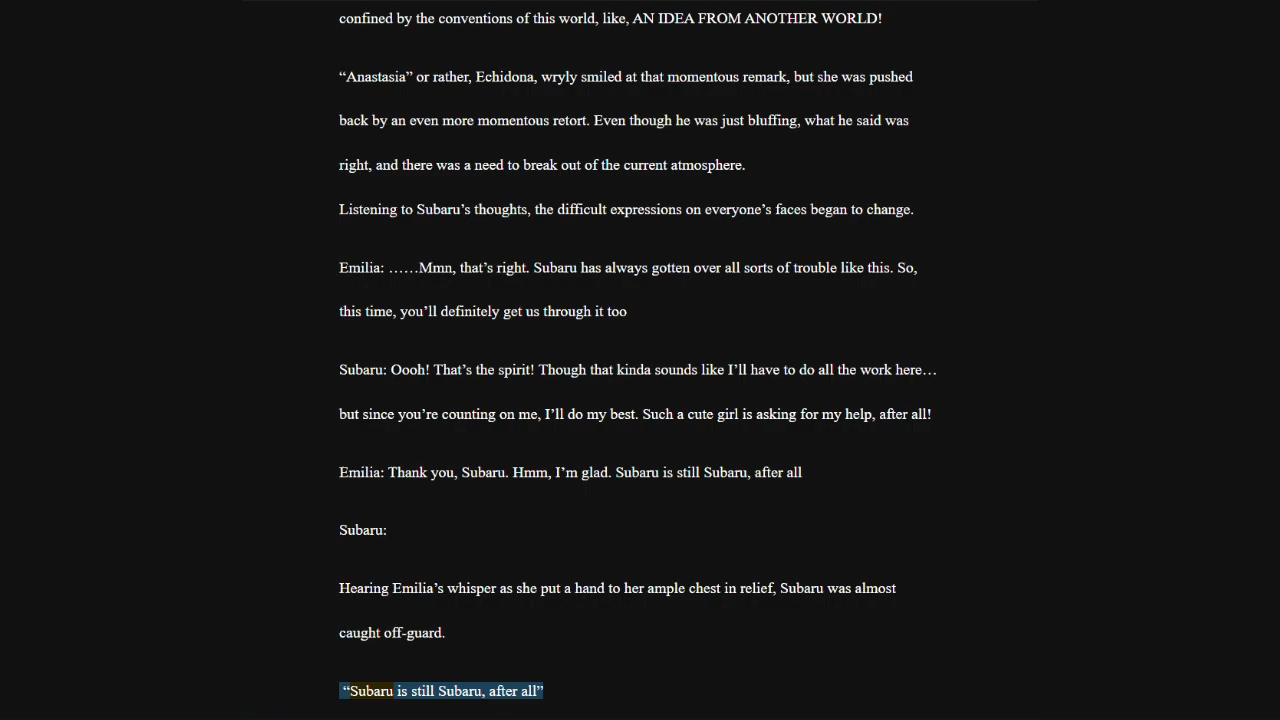 confined by the conventions of this world, like, AN IDEA FROM ANOTHER WORLD!
“Anastasia” or rather, Echidona, wryly smiled at that momentous remark, but she was pushed
back by an even more momentous retort. Even though he was just bluffing, what he said was
right, and there was a need to break out of the current atmosphere.
Listening to Subaru’s thoughts, the difficult expressions on everyone’s faces began to change.
Emilia: ……Mmn, that’s right. Subaru has always gotten over all sorts of trouble like this. So,
this time, you’ll definitely get us through it too
Subaru: Oooh! That’s the spirit! Though that kinda sounds like I’ll have to do all the work here…
but since you’re counting on me, I’ll do my best. Such a cute girl is asking for my help, after all!
Emilia: Thank you, Subaru. Hmm, I’m glad. Subaru is still Subaru, after all
Subaru:
Hearing Emilia’s whisper as she put a hand to her ample chest in relief, Subaru was almost
caught off-guard.
“Subaru is still Subaru, after all”